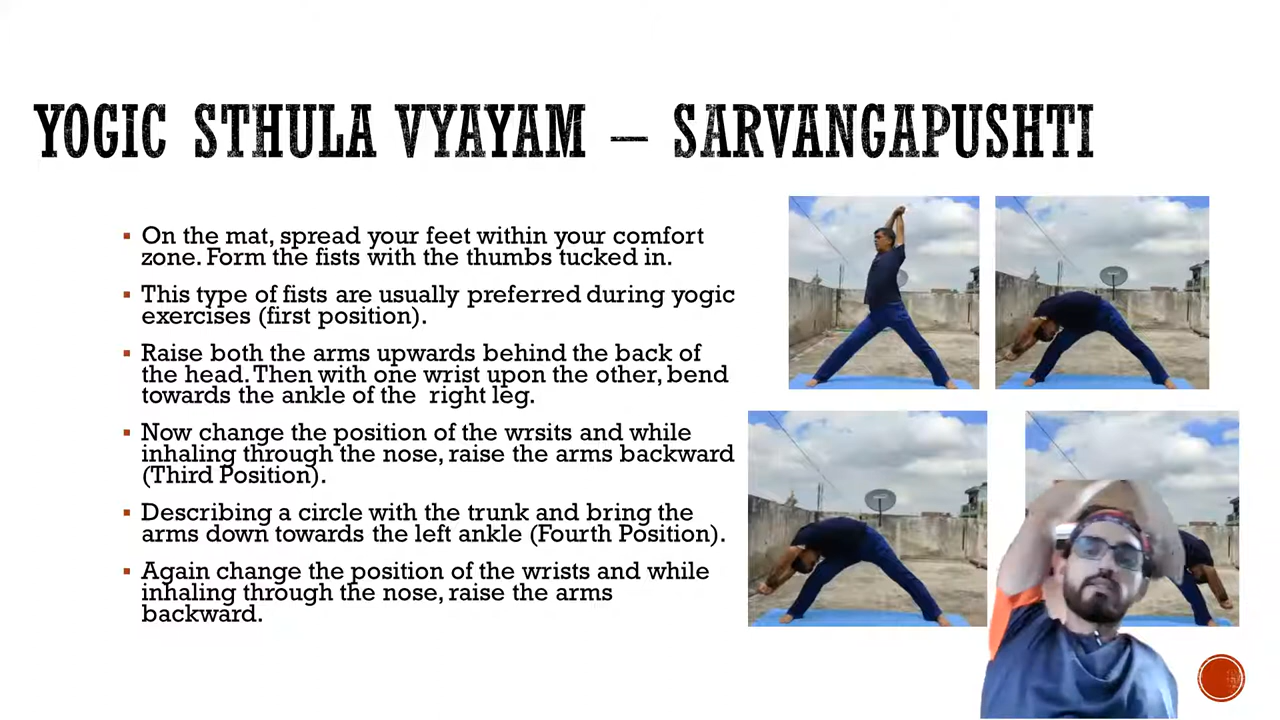 YOGIC STHULA VYAYAM – SARVANGAPUSHTI
On the mat, spread your feet within your comfort
zone. Form the fists with the thumbs tucked in.
This type of fists are usually preferred during yogic
exercises (first position).
Raise both the arms upwards behind the back of
the head. Then with one wrist upon the other, bend
towards the ankle of the right leg.
Now change the position of the wrsits and while
inhaling through the nose, raise the arms backward
(Third Position).
Describing a circle with the trunk and bring the
arms down towards the left ankle (Fourth Position).
Again change the position of the wrists and while
inhaling through the nose, raise the arms
backward.